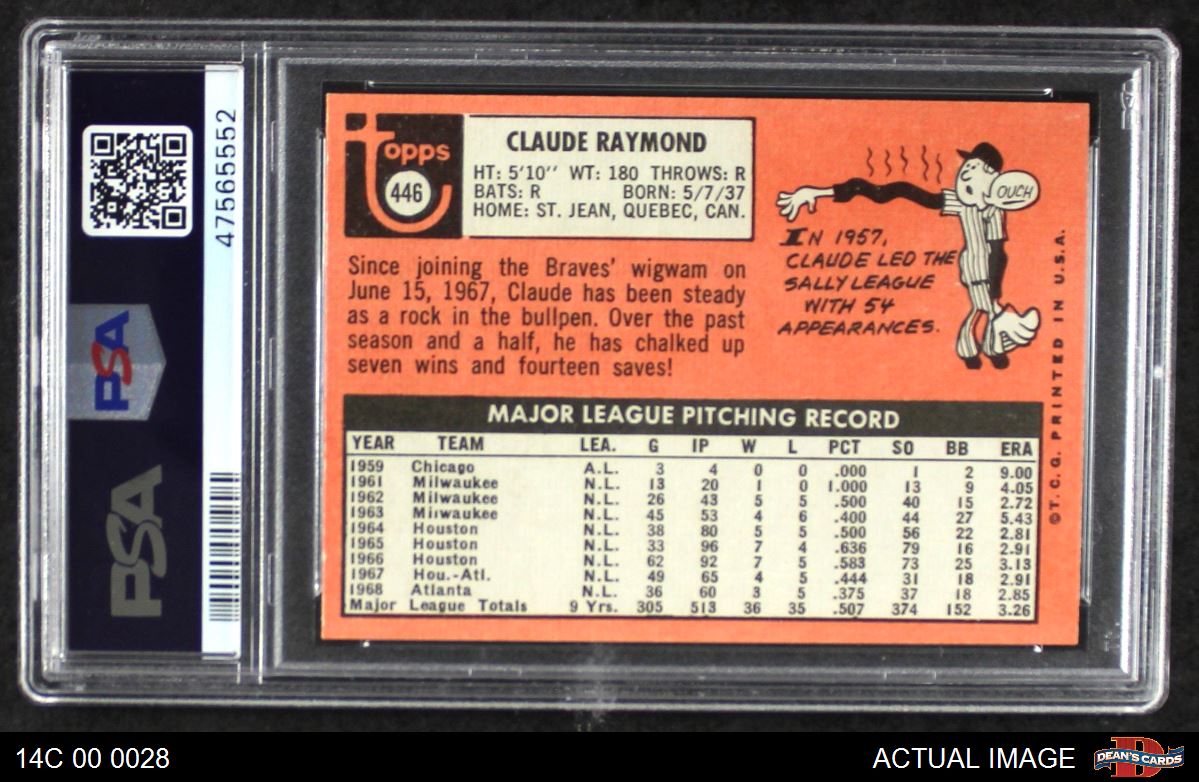 47565552
PSA
PSA
topps
446
CLAUDE RAYMOND
HT: 5'10'' WT: 180 THROWS: R
BATS: R BORN: 5/7/37
HOME: ST. JEAN, QUEBEC, CAN.
Since joining the Braves' wigwam on
June 15, 1967, Claude has been steady
as a rock in the bullpen. Over the past
season and a half, he has chalked up
seven wins and fourteen saves!
OUCH
IN 1957,
CLAUDE LED THE
SALLY LEAGUE
WITH 54
APPEARANCES.
MAJOR LEAGUE PITCHING RECORD
YEAR TEAM LEA. G IP W L PCT SO BB ERA
1959 Chicago A.L. 3 4 0 0 .000 1 2 9.00
1961 Milwaukee N.L. 13 20 1 0 1.000 13 9 4.05
1962 Milwaukee N.L. 26 43 5 5 .500 40 15 2.72
1963 Milwaukee N.L. 45 53 4 6 .400 44 27 5.43
1964 Houston N.L. 38 80 5 5 .500 56 22 2.81
1965 Houston N.L. 33 96 7 4 .636 79 16 2.91
1966 Houston N.L. 62 92 7 5 .583 73 25 3.13
1967 Hou.-Atl. N.L. 49 65 4 5 .444 31 18 2.91
1968 Atlanta N.L. 36 60 3 5 .375 37 18 2.85
Major League Totals 9 Yrs. 305 513 36 35 .507 374 152 3.26
©T.C.G. PRINTED IN U.S.A.
14C 00 0028
ACTUAL IMAGE
D
DEAN'S CARDS